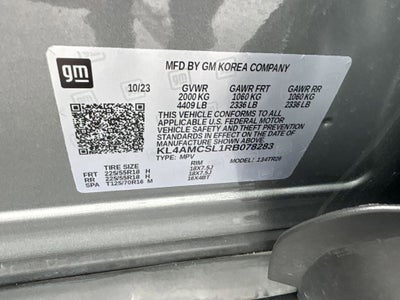 gm
MFD BY GM KOREA COMPANY
10/23 GVWR GAWR FRT GAWR RR
2000 KG 1060 KG 1060 KG
4409 LB 2336 LB 2336 LB
THIS VEHICLE CONFORMS TO ALL
APPLICABLE U.S. FEDERAL MOTOR
VEHICLE SAFETY AND THEFT PREVENTION
STANDARDS IN EFFECT ON THE DATE OF
MANUFACTURE SHOWN ABOVE.
KL4AMCSL1RB078283
TYPE: MPV MODEL: 134TR26
TIRE SIZE RIM
FRT 225/55R18 H 18X7.5J
RR 225/55R18 H 18X7.5J
SPA T125/70R16 M 16X4BT